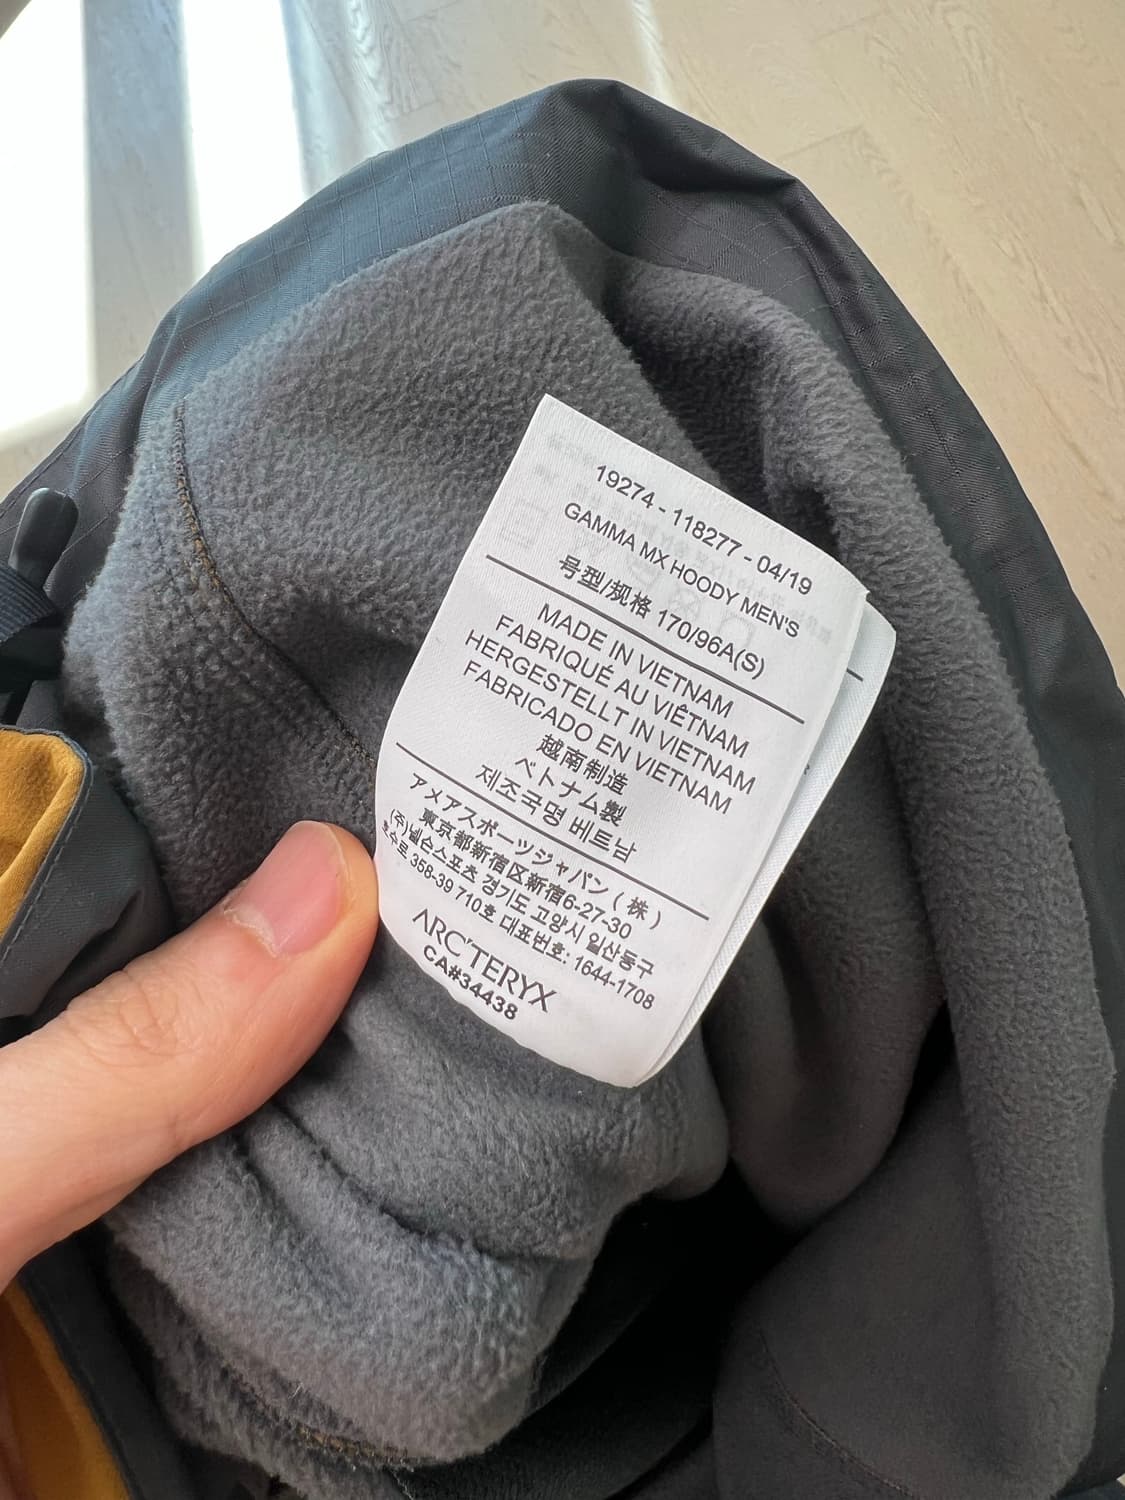 19274 - 118277 - 04/19
GAMMA MX HOODY MEN'S
号型/规格 170/96A(S)
MADE IN VIETNAM
FABRIQUÉ AU VIÊTNAM
HERGESTELLT IN VIETNAM
FABRICADO EN VIETNAM
越南制造
ベトナム製
제조국명 베트남
アメアスポーツジャパン (株)
東京都新宿区新宿6-27-30
(주)넬슨스포츠 경기도 고양시 일산동구
호수로 358-39 710호 대표번호: 1644-1708
ARC'TERYX
CA#34438